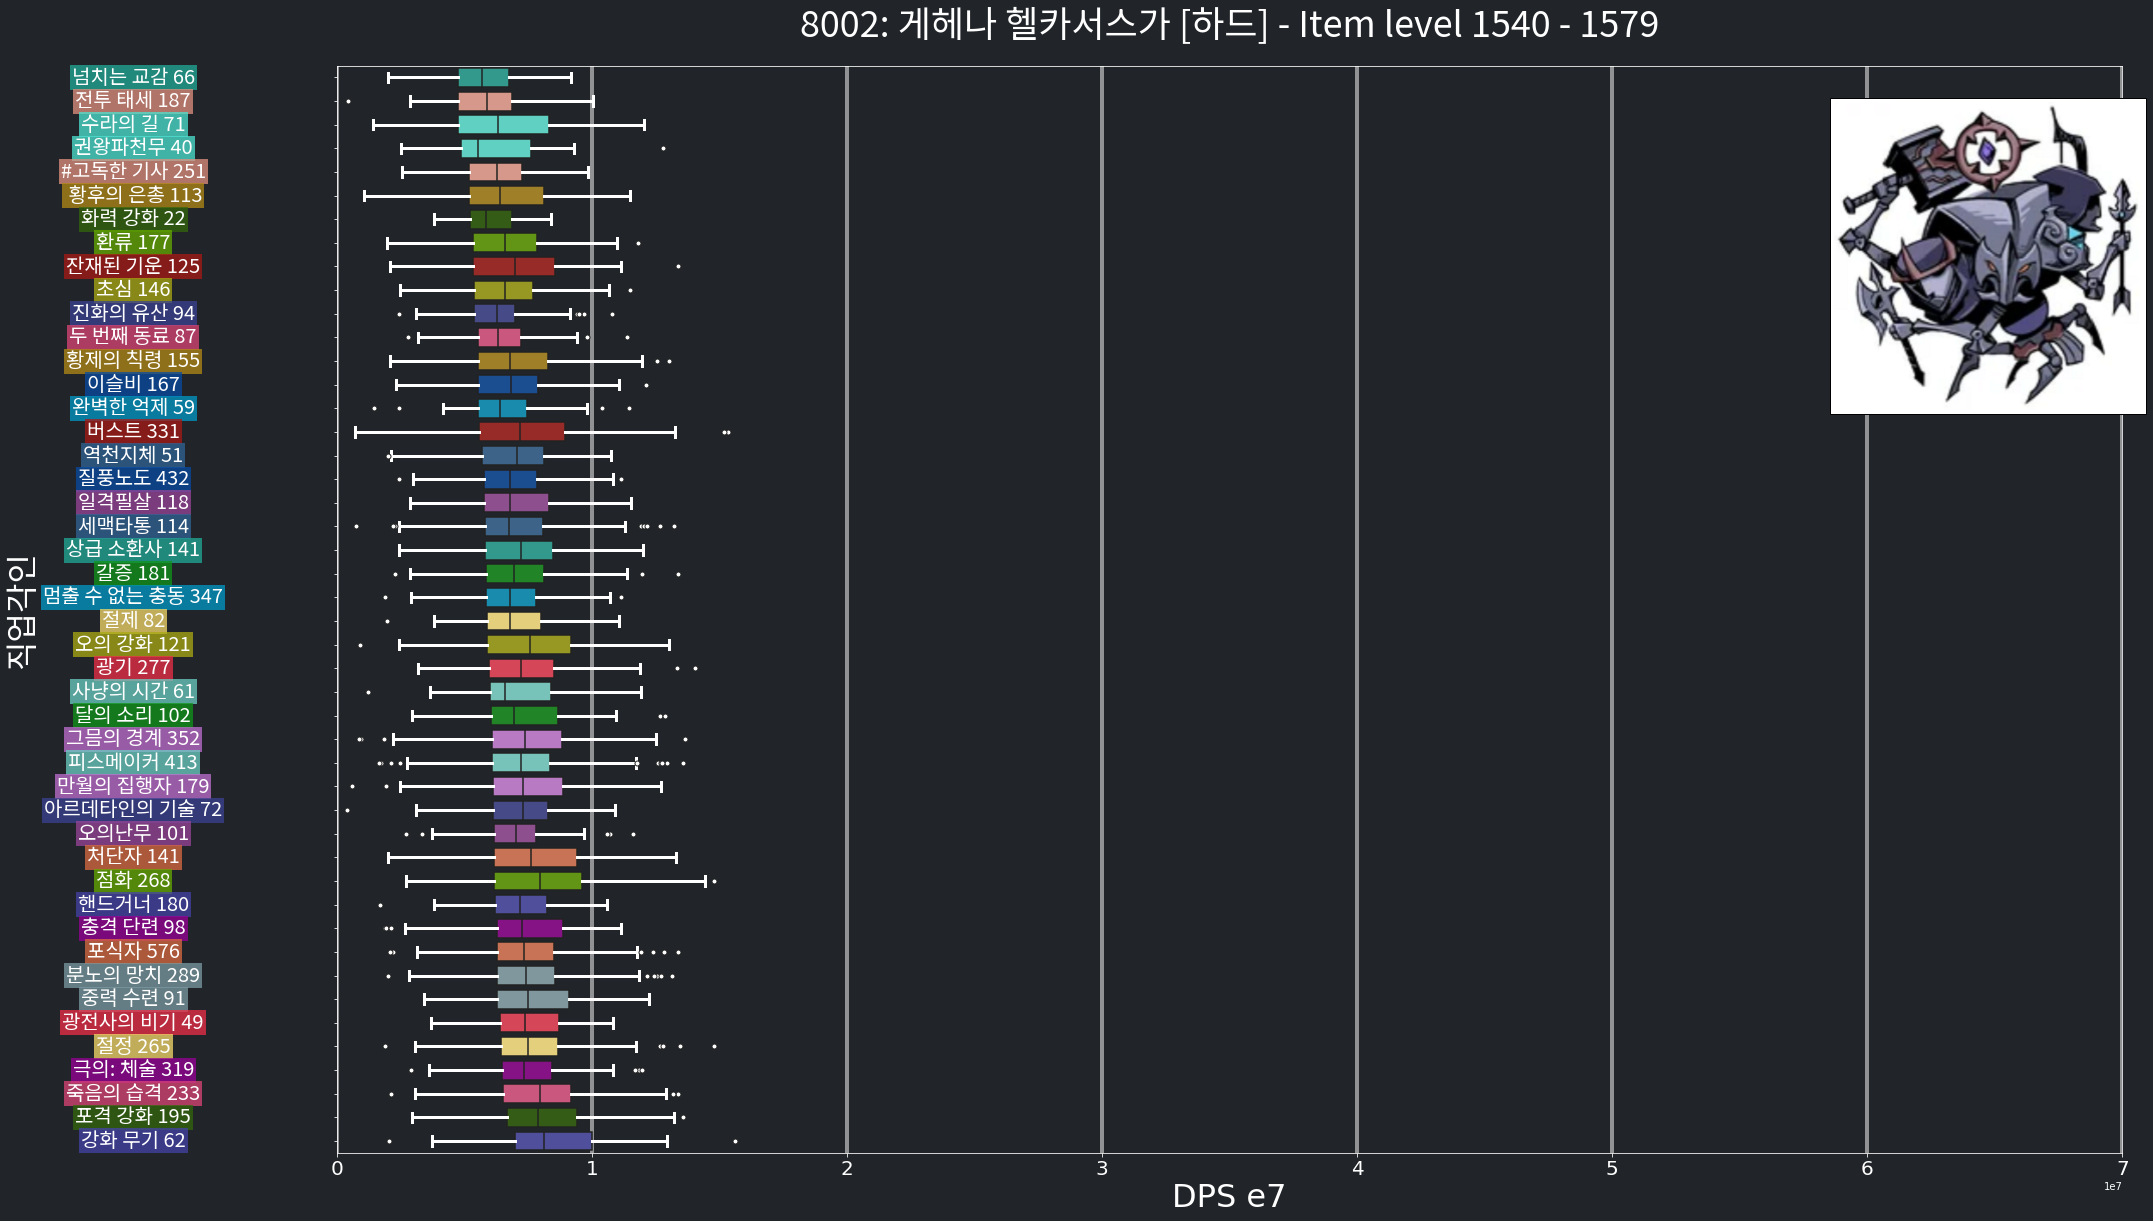 8002: 게헤나 헬카서스가 [하드] - Item level 1540 - 1579
넘치는 교감 66
전투 태세 187
수라의 길 71
권왕파천무 40
#고독한 기사 251
황후의 은총 113
화력 강화 22
환류 177
잔재된 기운 125
초심 146
진화의 유산 94
두 번째 동료 87
황제의 칙령 155
이슬비 167
완벽한 억제 59
버스트 331
역천지체 51
질풍노도 432
일격필살 118
세맥타통 114
상급 소환사 141
갈증 181
멈출 수 없는 충동 347
절제 82
오의 강화 121
광기 277
사냥의 시간 61
달의 소리 102
그믐의 경계 352
피스메이커 413
만월의 집행자 179
아르데타인의 기술 72
오의난무 101
처단자 141
점화 268
핸드거너 180
충격 단련 98
포식자 576
분노의 망치 289
중력 수련 91
광전사의 비기 49
절정 265
극의: 체술 319
죽음의 습격 233
포격 강화 195
강화 무기 62
직업각인
0 1 2 3 4 5 6 7
1e7
DPS e7